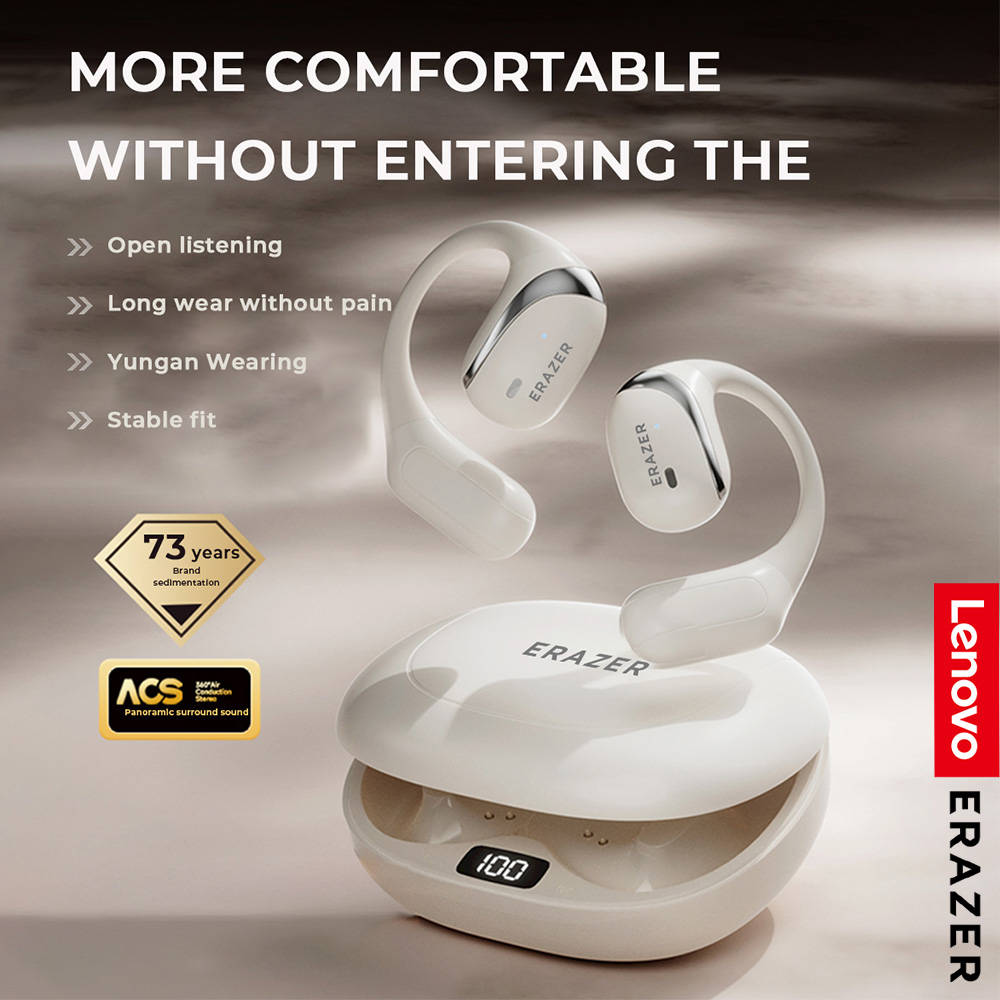 MORE COMFORTABLE
WITHOUT ENTERING THE
Open listening
Long wear without pain
Yungan Wearing
Stable fit
ERAZER
ERAZER
73 years
Brand
sedimentation
ACS
360°Air
Conduction
Stereo
Panoramic surround sound
ERAZER
100
Lenovo
ERAZER